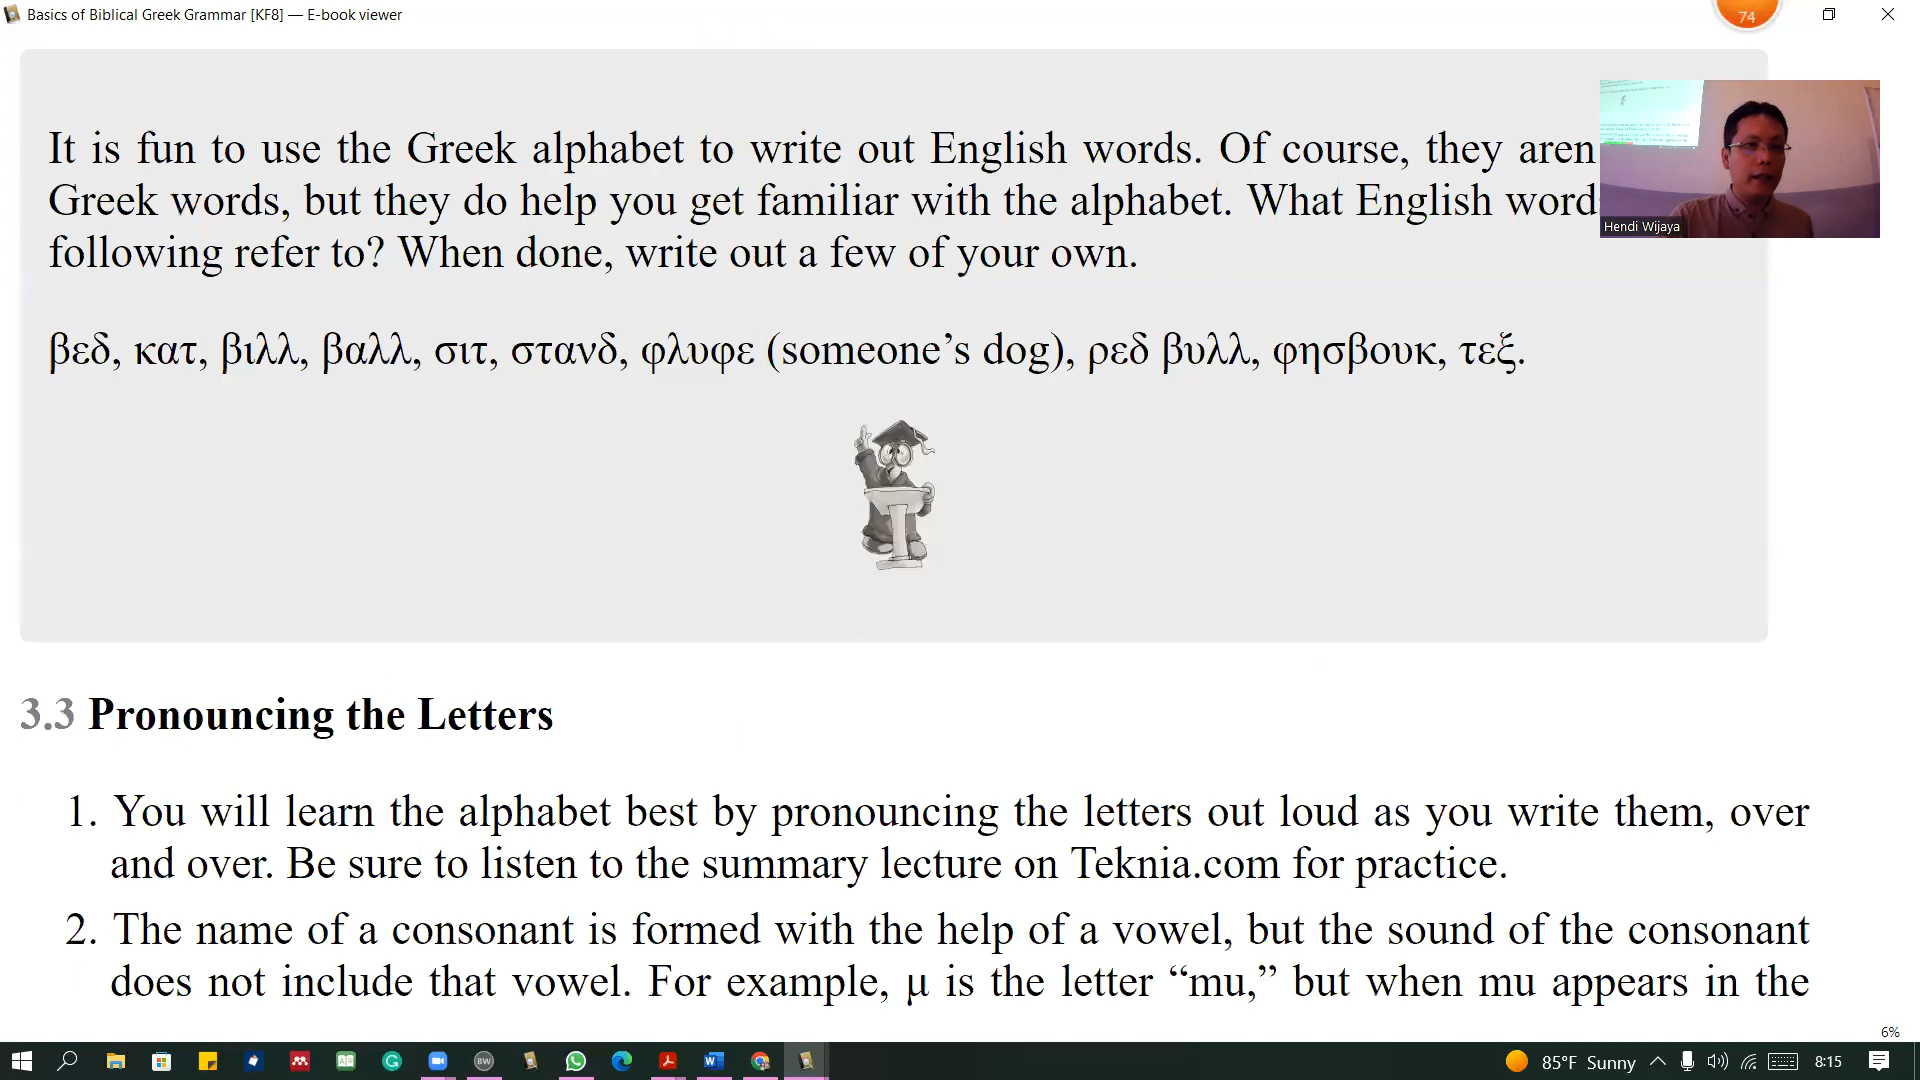 Basics of Biblical Greek Grammar [KF8] — E-book viewer
74
It is fun to use the Greek alphabet to write out English words. Of course, they aren
Greek words, but they do help you get familiar with the alphabet. What English word
following refer to? When done, write out a few of your own.
Hendi Wijaya
βεδ, κατ, βιλλ, βαλλ, σιτ, στανδ, φλυφε (someone’s dog), ρεδ βυλλ, φησβουκ, τεξ.
3.3 Pronouncing the Letters
1. You will learn the alphabet best by pronouncing the letters out loud as you write them, over
and over. Be sure to listen to the summary lecture on Teknia.com for practice.
2. The name of a consonant is formed with the help of a vowel, but the sound of the consonant
does not include that vowel. For example, μ is the letter “mu,” but when mu appears in the
6%
BW
W
85°F Sunny
8:15